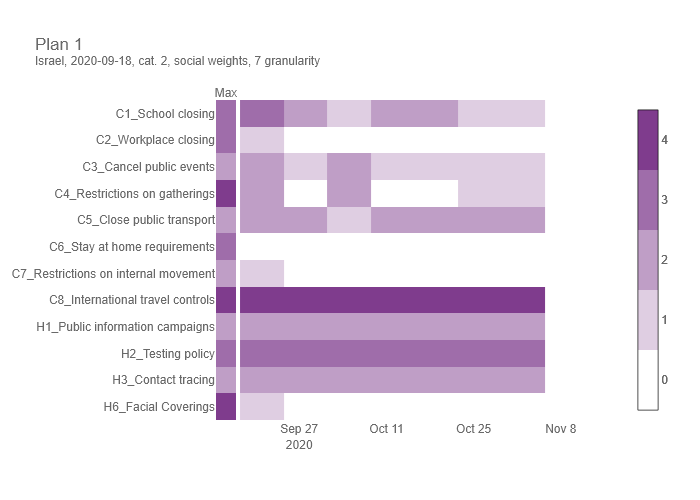 Plan 1
Israel, 2020-09-18, cat. 2, social weights, 7 granularity
Max
C1_School closing
C2_Workplace closing
C3_Cancel public events
C4_Restrictions on gatherings
C5_Close public transport
C6_Stay at home requirements
C7_Restrictions on internal movement
C8_International travel controls
H1_Public information campaigns
H2_Testing policy
H3_Contact tracing
H6_Facial Coverings
Sep 27 Oct 11 Oct 25 Nov 8
2020
4
3
2
1
0